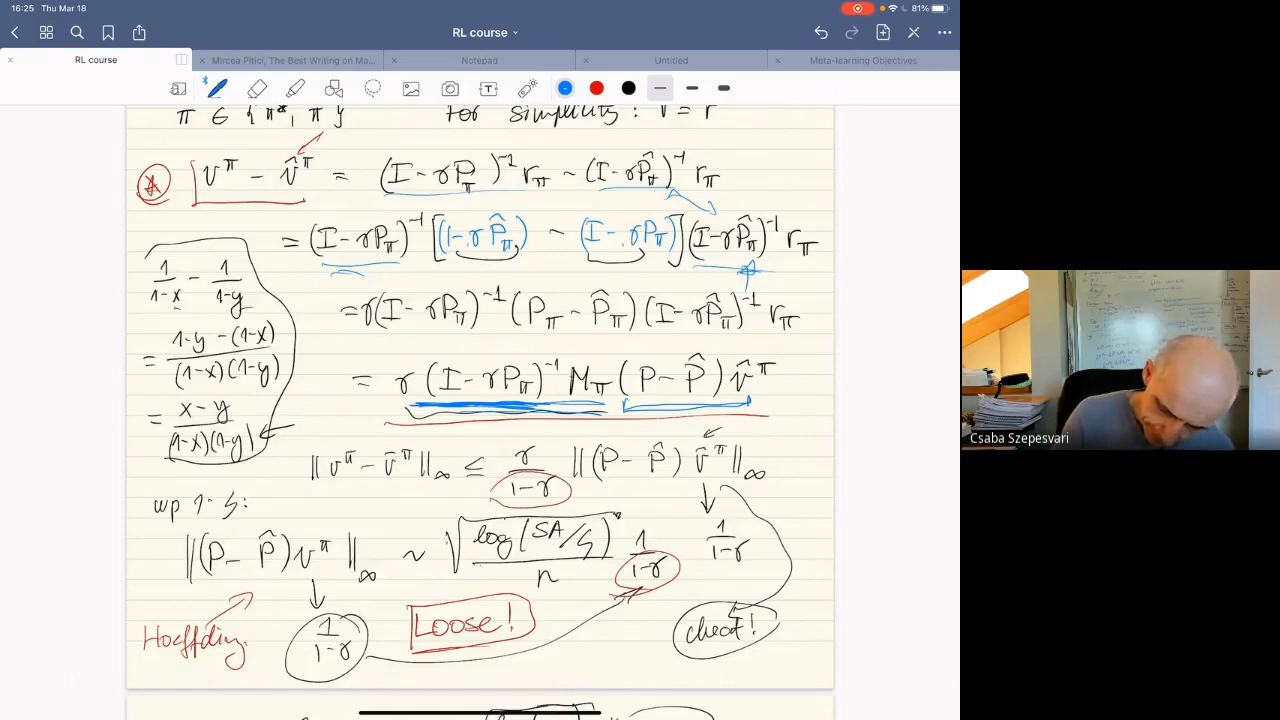 16:25 Thu Mar 18
81%
RL course
RL course
Mircea Pitici, The Best Writing on Ma...
Notepad
Untitled
Meta-learning Objectives
π ∈ {π*, π̂} for simplicity: r̂ = r
v^π − v̂^π = (I − γP_π)^{-1} r_π − (I − γP̂_π)^{-1} r_π
= (I − γP_π)^{-1} [(I − γP̂_π) − (I − γP_π)] (I − γP̂_π)^{-1} r_π
= γ(I − γP_π)^{-1} (P_π − P̂_π) (I − γP̂_π)^{-1} r_π
= γ (I − γP_π)^{-1} M_π (P − P̂) v̂^π
1/(1-x) − 1/(1-y)
= (1-y − (1-x))/((1-x)(1-y))
= (x − y)/((1-x)(1-y))
‖v^π − v̂^π‖_∞ ≤ γ/(1-γ) ‖(P − P̂) v̂^π‖_∞
wp 1-ζ:
‖(P − P̂) v^π‖_∞ ~ √(log(SA/ζ)/n) 1/(1-γ)
1/(1-γ)
Hoeffding
1/(1-γ)
Loose!
cheat!
Csaba Szepesvari